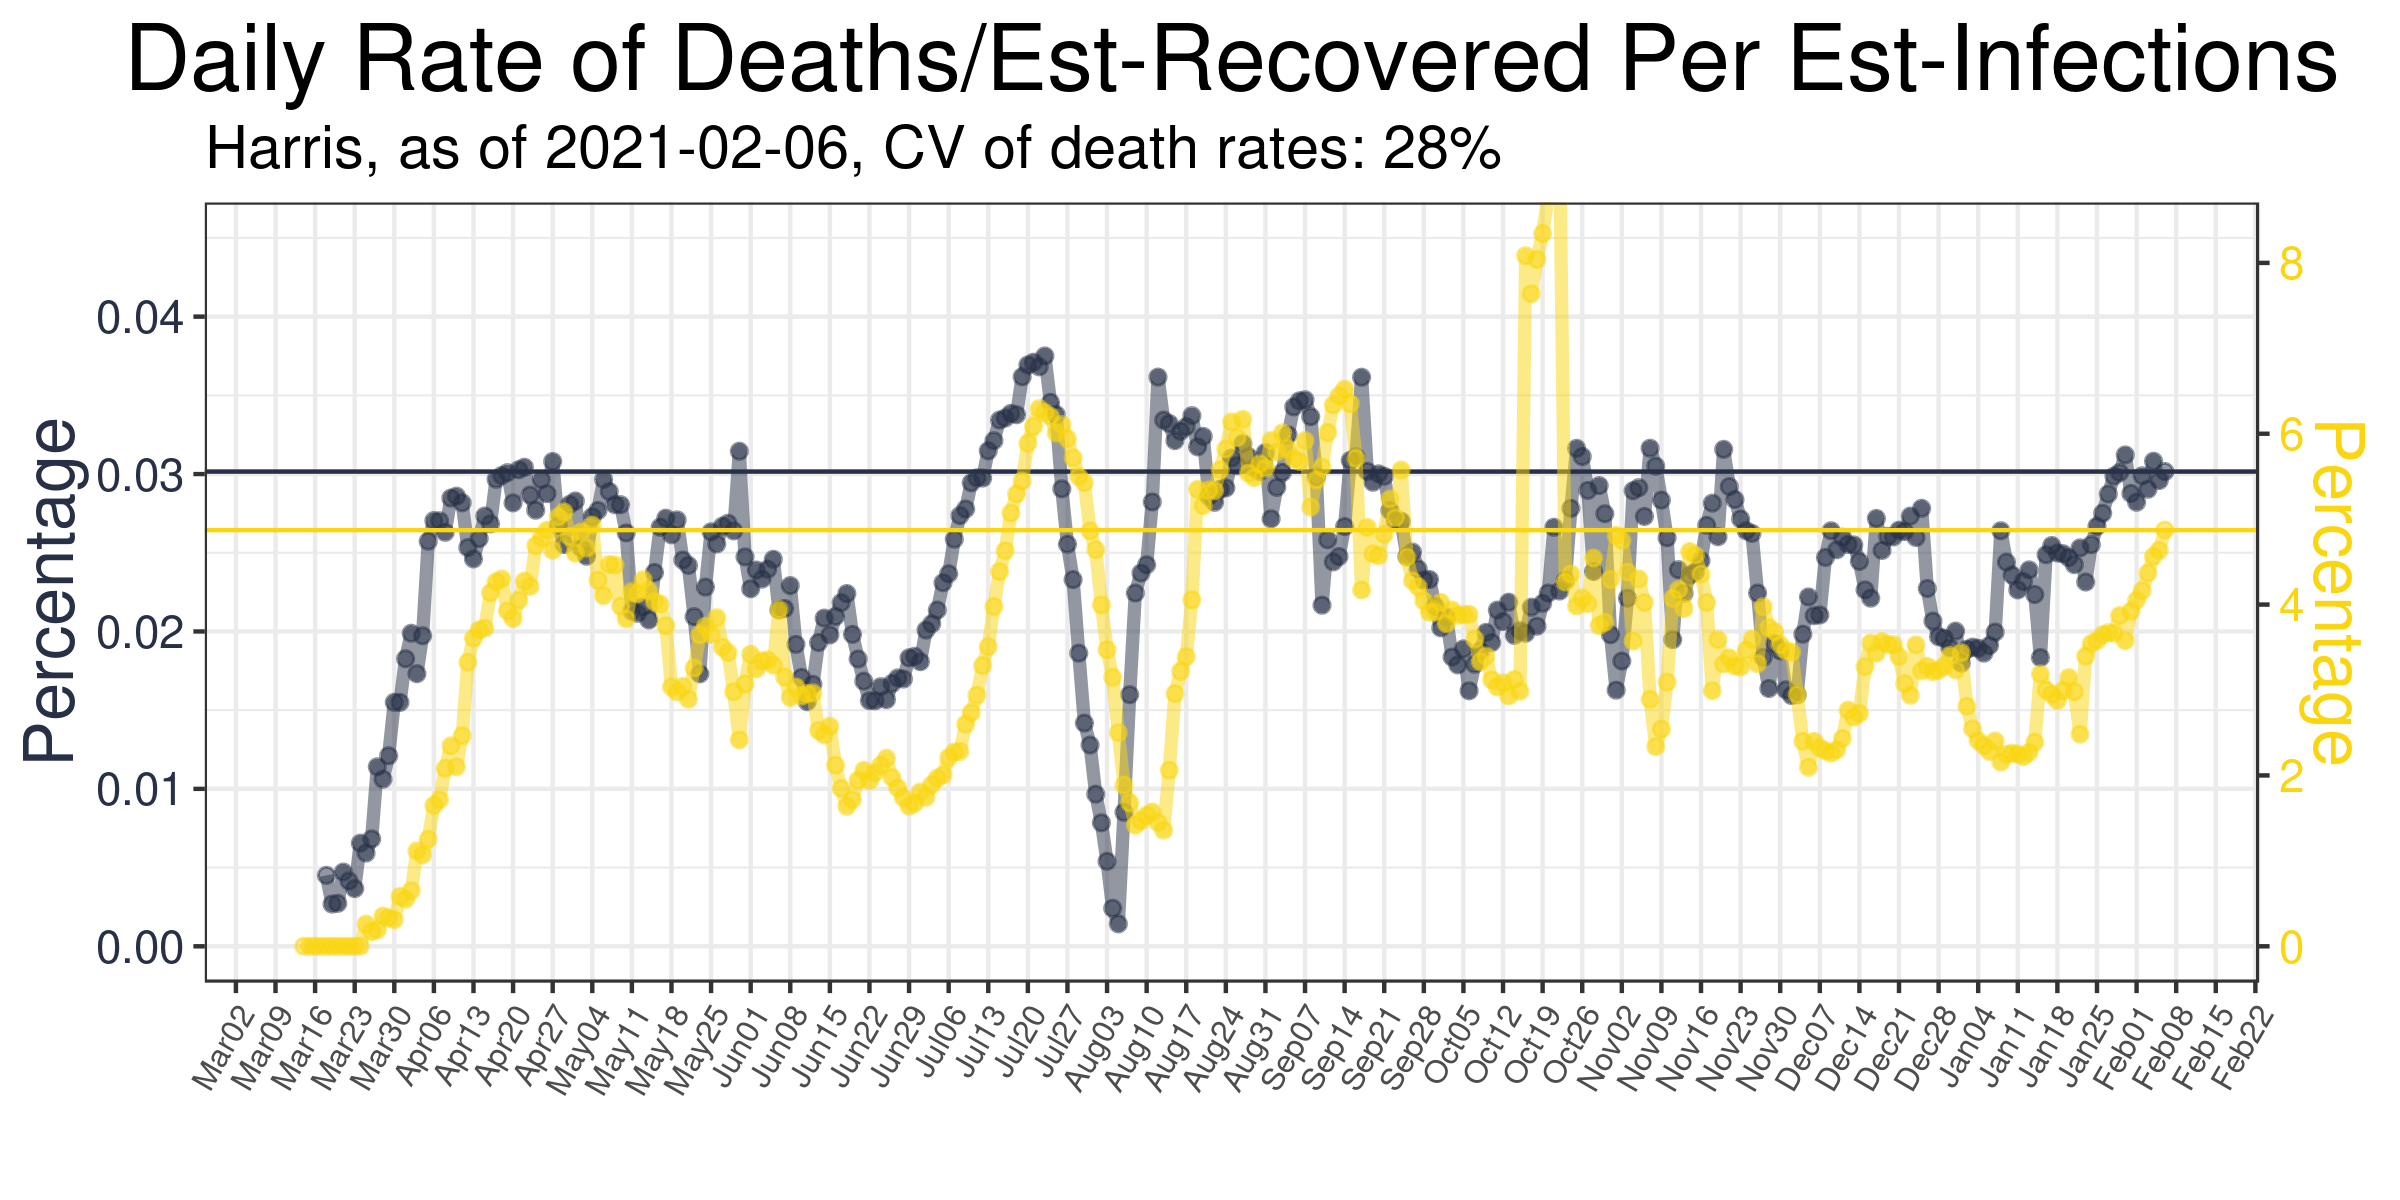 Daily Rate of Deaths/Est-Recovered Per Est-Infections
Harris, as of 2021-02-06, CV of death rates: 28%
Percentage
0.04
0.03
0.02
0.01
0.00
8
6
4
2
0
Percentage
Mar02
Mar09
Mar16
Mar23
Mar30
Apr06
Apr13
Apr20
Apr27
May04
May11
May18
May25
Jun01
Jun08
Jun15
Jun22
Jun29
Jul06
Jul13
Jul20
Jul27
Aug03
Aug10
Aug17
Aug24
Aug31
Sep07
Sep14
Sep21
Sep28
Oct05
Oct12
Oct19
Oct26
Nov02
Nov09
Nov16
Nov23
Nov30
Dec07
Dec14
Dec21
Dec28
Jan04
Jan11
Jan18
Jan25
Feb01
Feb08
Feb15
Feb22